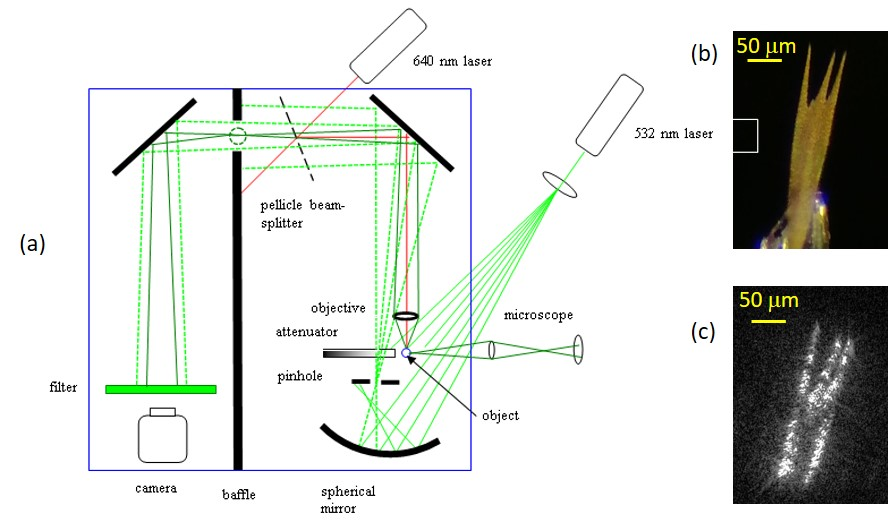 640 nm laser
(b)
50 μm
532 nm laser
pellicle beam-
splitter
(a)
objective
microscope
attenuator
(c)
50 μm
pinhole
filter
object
camera
baffle
spherical
mirror